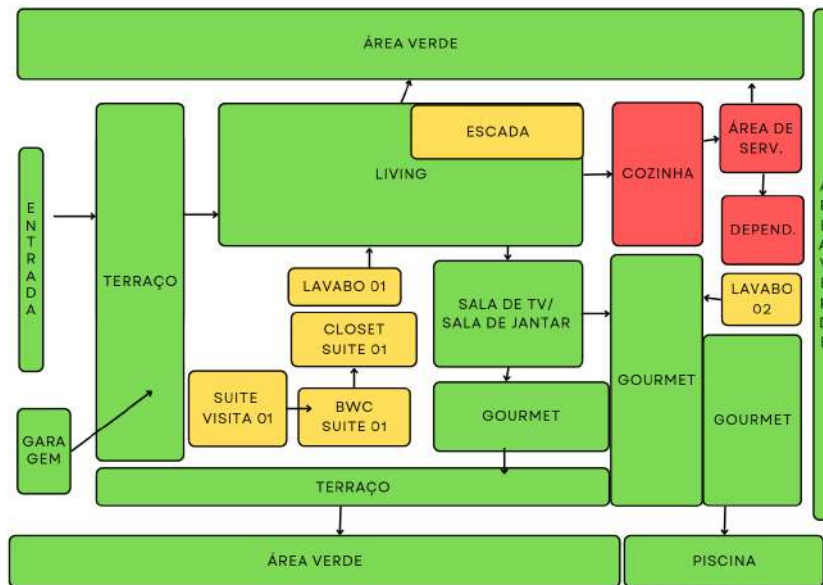 ÁREA VERDE
ENTRADA
TERRAÇO
ESCADA
LIVING
COZINHA
ÁREA DE
SERV.
DEPEND.
LAVABO 01
SALA DE TV/
SALA DE JANTAR
LAVABO
02
CLOSET
SUITE 01
SUITE
VISITA 01
BWC
SUITE 01
GOURMET
GOURMET
GOURMET
GARA
GEM
TERRAÇO
ÁREA VERDE
PISCINA